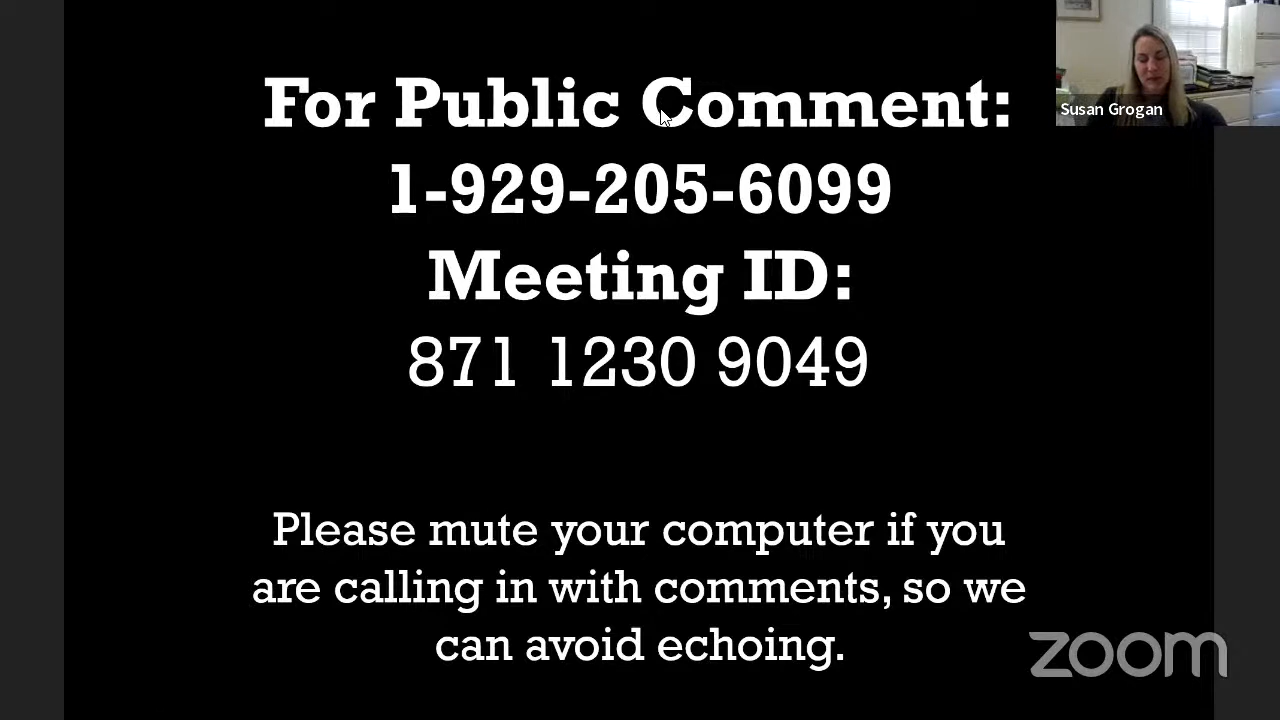 For Public Comment:
1-929-205-6099
Meeting ID:
871 1230 9049
Please mute your computer if you
are calling in with comments, so we
can avoid echoing.
Susan Grogan
zoom